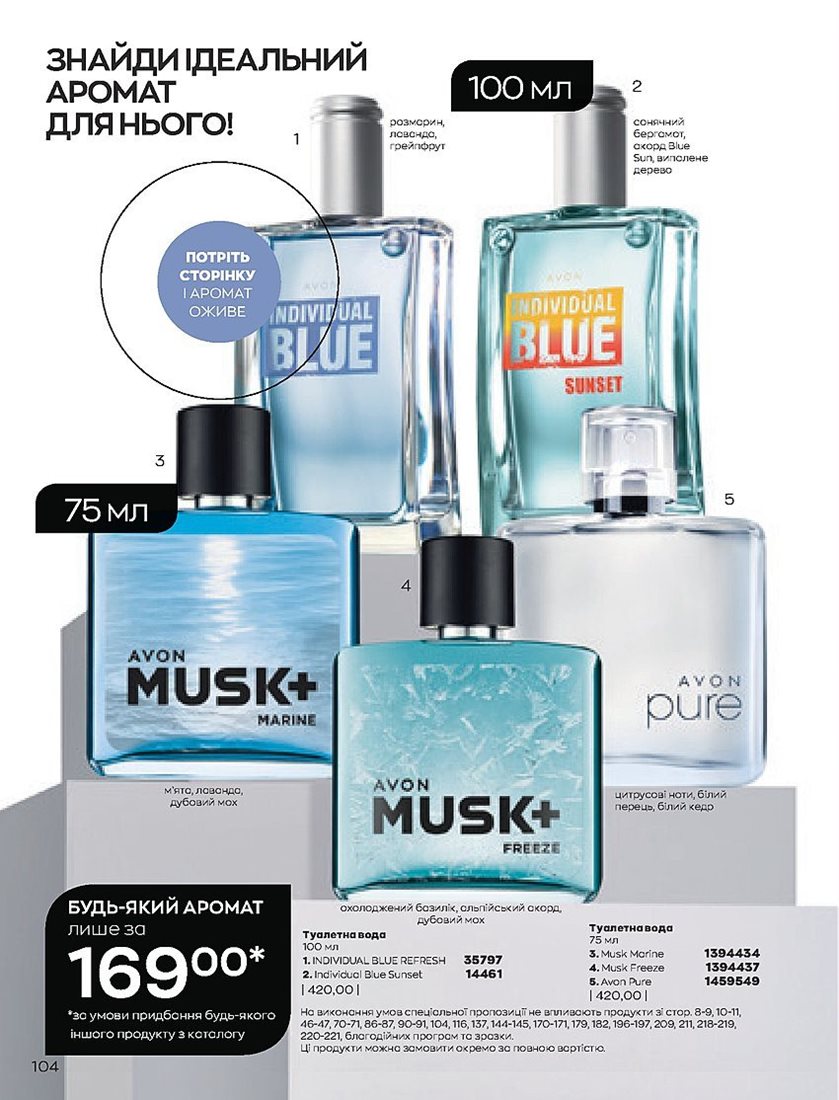 ЗНАЙДИ ІДЕАЛЬНИЙ
АРОМАТ
ДЛЯ НЬОГО!
1
розмарин,
лаванда,
грейпфрут
100 МЛ
2
сонячний
бергамот,
акорд Blue
Sun, випалене
дерево
ПОТРІТЬ
СТОРІНКУ
І АРОМАТ
ОЖИВЕ
AVON
INDIVIDUAL
BLUE
AVON
INDIVIDUAL
BLUE
SUNSET
3
75 МЛ
AVON
MUSK+
MARINE
м'ята, лаванда,
дубовий мох
4
AVON
MUSK+
FREEZE
охолоджений базилік, альпійський акорд,
дубовий мох
5
AVON
pure
цитрусові ноти, білий
перець, білий кедр
БУДЬ-ЯКИЙ АРОМАТ
лише за
169⁰⁰*
*за умови придбання будь-якого
іншого продукту з каталогу
Туалетна вода
100 мл
1. INDIVIDUAL BLUE REFRESH 35797
2. Individual Blue Sunset 14461
| 420,00 |
Туалетна вода
75 мл
3. Musk Marine 1394434
4. Musk Freeze 1394437
5. Avon Pure 1459549
| 420,00 |
На виконання умов спеціальної пропозиції не впливають продукти зі стор. 8-9, 10-11,
46-47, 70-71, 86-87, 90-91, 104, 116, 137, 144-145, 170-171, 179, 182, 196-197, 209, 211, 218-219,
220-221, благодійних програм та зразки.
Ці продукти можна замовити окремо за повною вартістю.
104